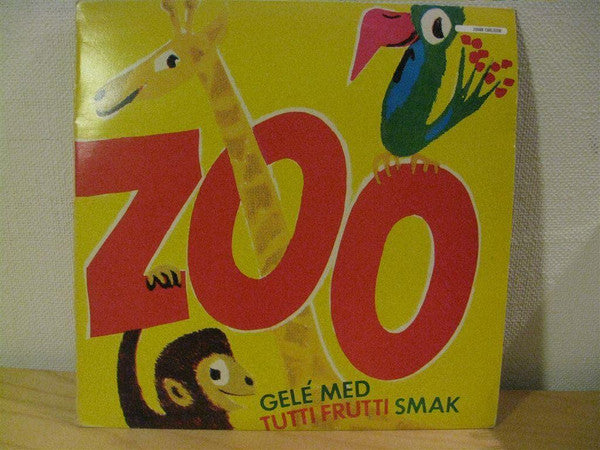 ZOO
GELÉ MED
TUTTI FRUTTI SMAK